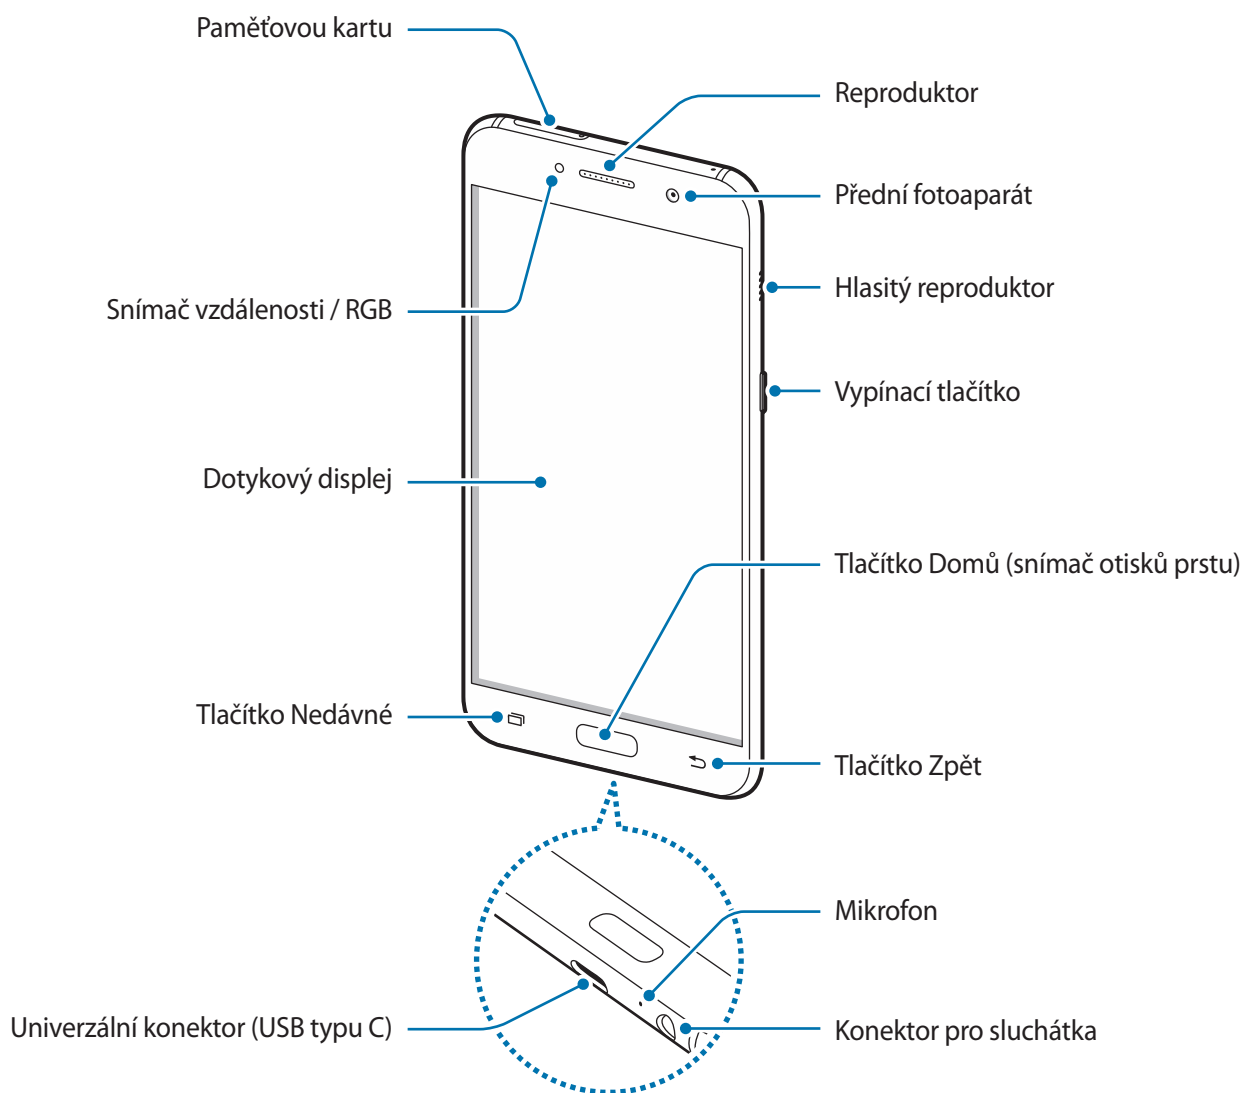 Paměťovou kartu
Reproduktor
Přední fotoaparát
Hlasitý reproduktor
Snímač vzdálenosti / RGB
Vypínací tlačítko
Dotykový displej
Tlačítko Domů (snímač otisků prstu)
Tlačítko Nedávné
Tlačítko Zpět
Mikrofon
Univerzální konektor (USB typu C)
Konektor pro sluchátka